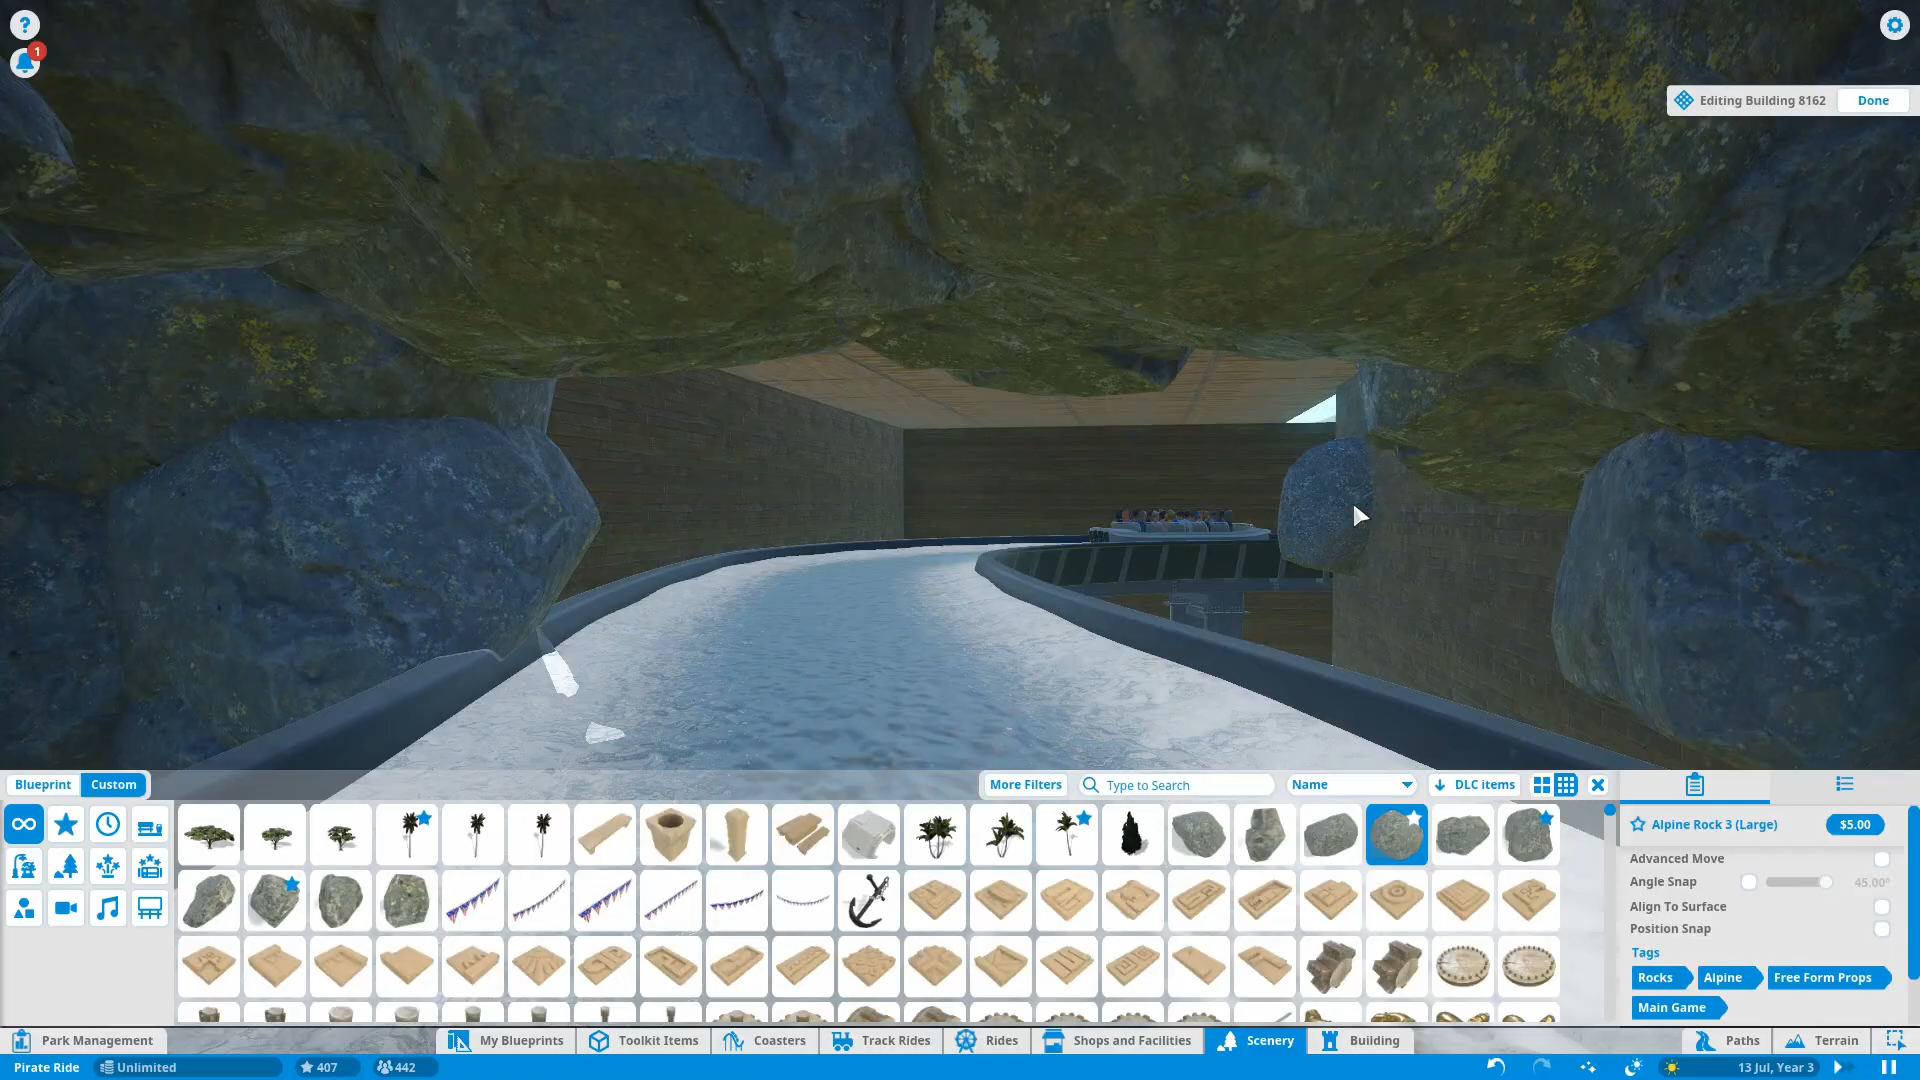 ?
1
Editing Building 8162
Done
Blueprint
Custom
More Filters
Type to Search
Name
DLC items
Alpine Rock 3 (Large)
$5.00
Advanced Move
Angle Snap
45.00°
Align To Surface
Position Snap
Tags
Rocks
Alpine
Free Form Props
Main Game
Park Management
My Blueprints
Toolkit Items
Coasters
Track Rides
Rides
Shops and Facilities
Scenery
Building
Paths
Terrain
Pirate Ride
Unlimited
407
442
13 Jul, Year 3